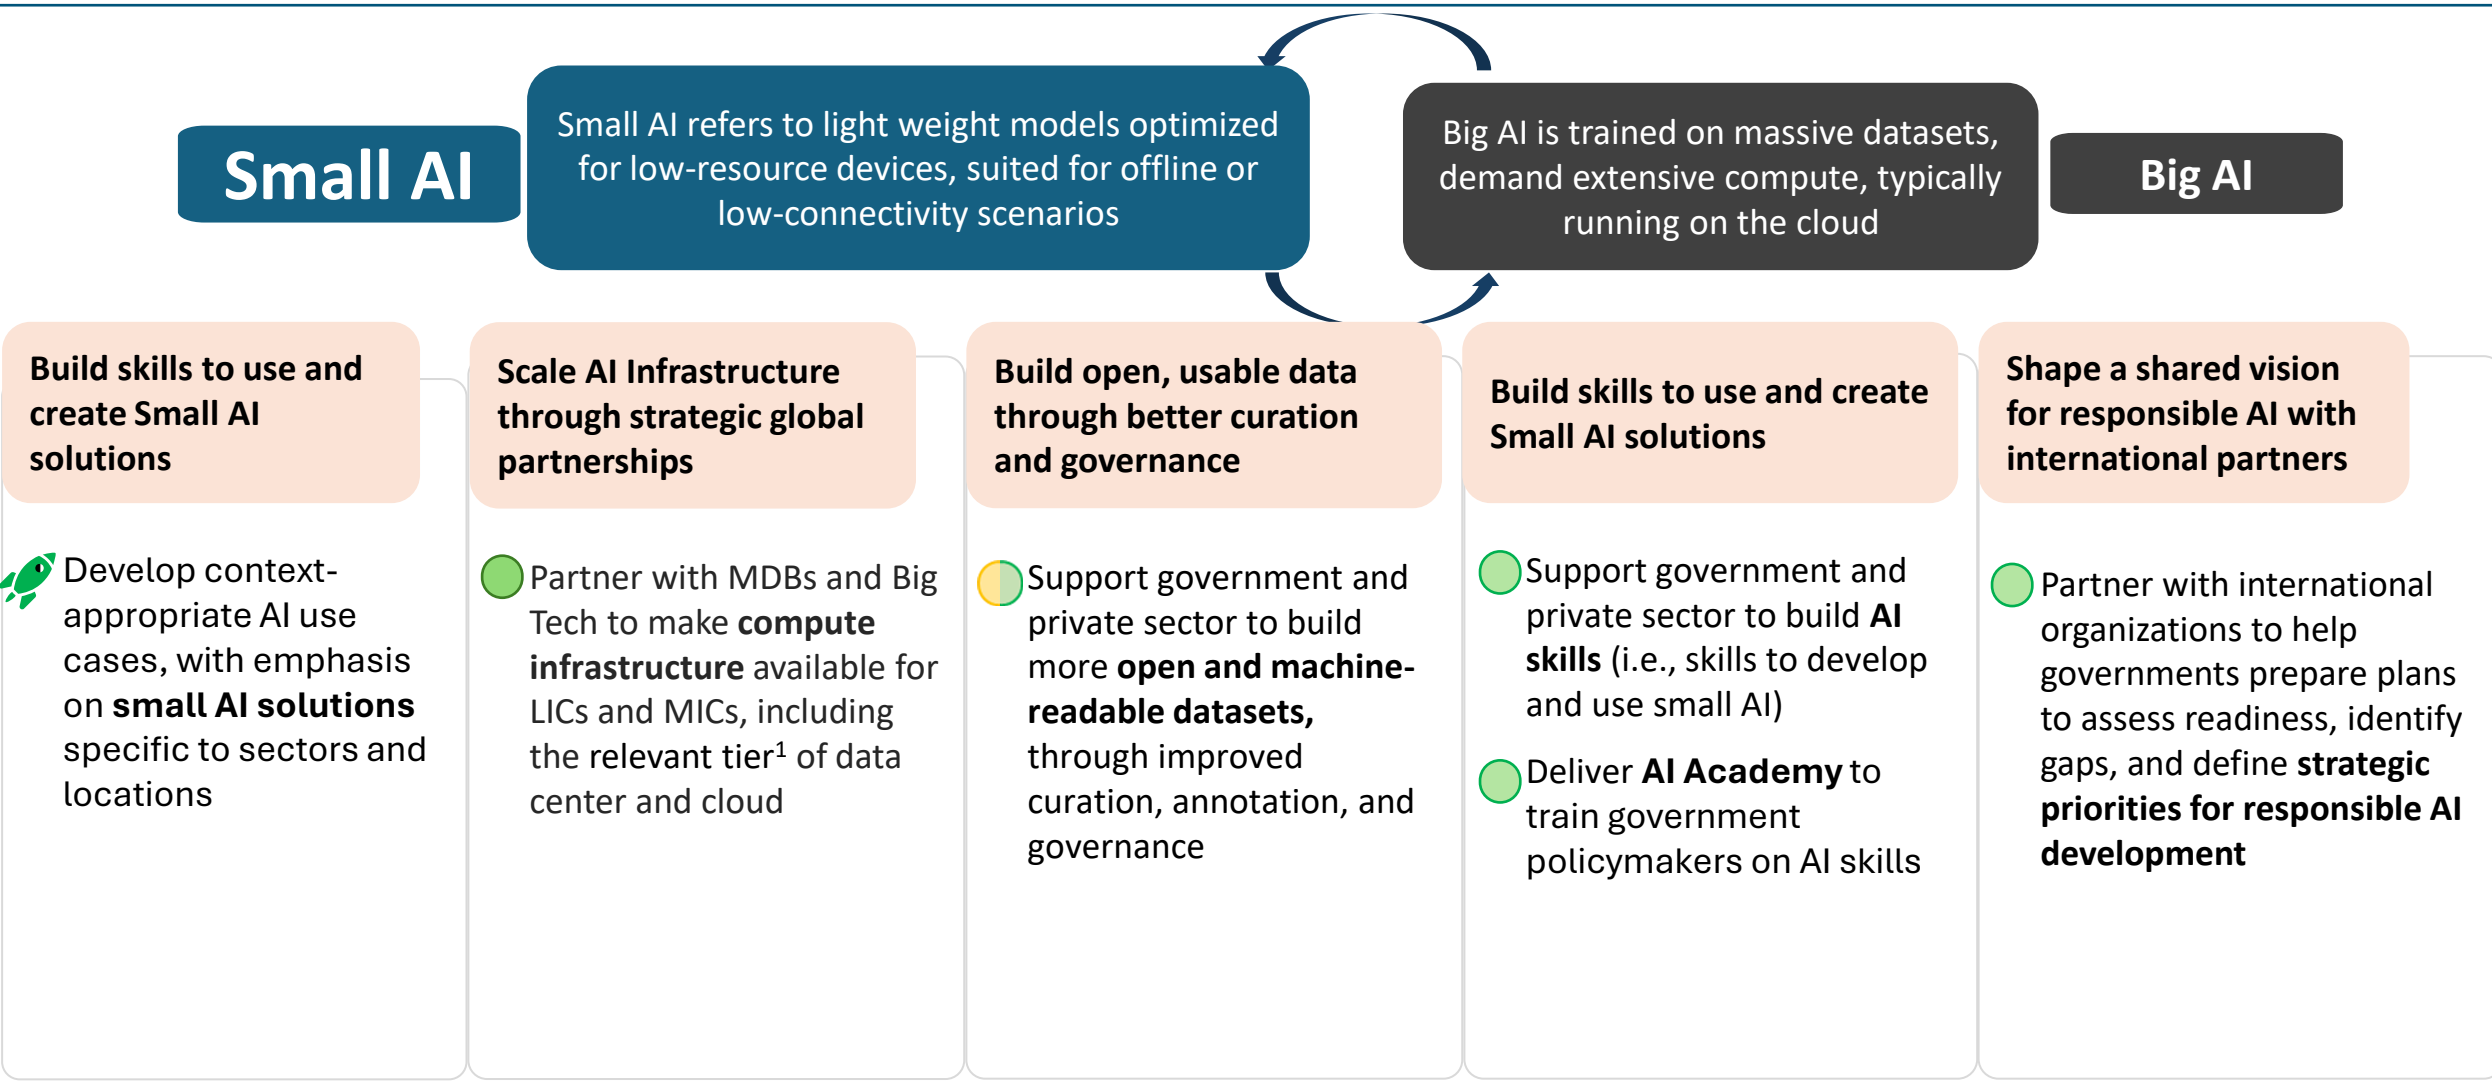 Small AI
Small AI refers to light weight models optimized
for low-resource devices, suited for offline or
low-connectivity scenarios
Big AI is trained on massive datasets,
demand extensive compute, typically
running on the cloud
Big AI
Build skills to use and
create Small AI
solutions
Develop context-
appropriate AI use
cases, with emphasis
on small AI solutions
specific to sectors and
locations
Scale AI Infrastructure
through strategic global
partnerships
Partner with MDBs and Big
Tech to make compute
infrastructure available for
LICs and MICs, including
the relevant tier¹ of data
center and cloud
Build open, usable data
through better curation
and governance
Support government and
private sector to build
more open and machine-
readable datasets,
through improved
curation, annotation, and
governance
Build skills to use and create
Small AI solutions
Support government and
private sector to build AI
skills (i.e., skills to develop
and use small AI)
Deliver AI Academy to
train government
policymakers on AI skills
Shape a shared vision
for responsible AI with
international partners
Partner with international
organizations to help
governments prepare plans
to assess readiness, identify
gaps, and define strategic
priorities for responsible AI
development